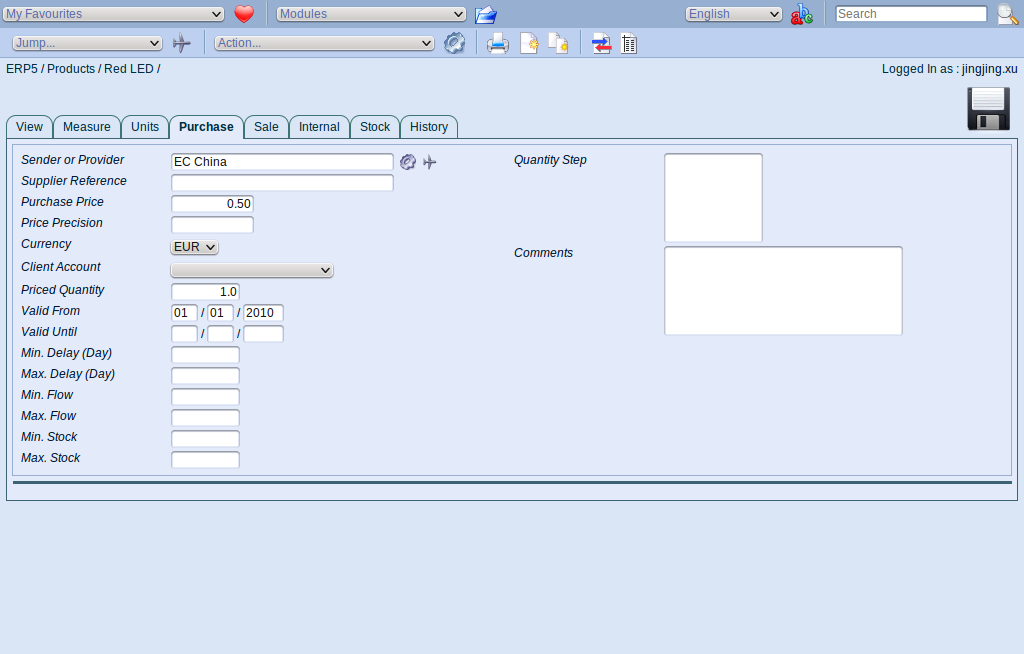 My Favourites Modules English abc Search
Jump... Action...
ERP5 / Products / Red LED / Logged In as : jingjing.xu
View Measure Units Purchase Sale Internal Stock History
Sender or Provider EC China Quantity Step
Supplier Reference
Purchase Price 0.50
Price Precision
Currency EUR Comments
Client Account
Priced Quantity 1.0
Valid From 01 / 01 / 2010
Valid Until / /
Min. Delay (Day)
Max. Delay (Day)
Min. Flow
Max. Flow
Min. Stock
Max. Stock